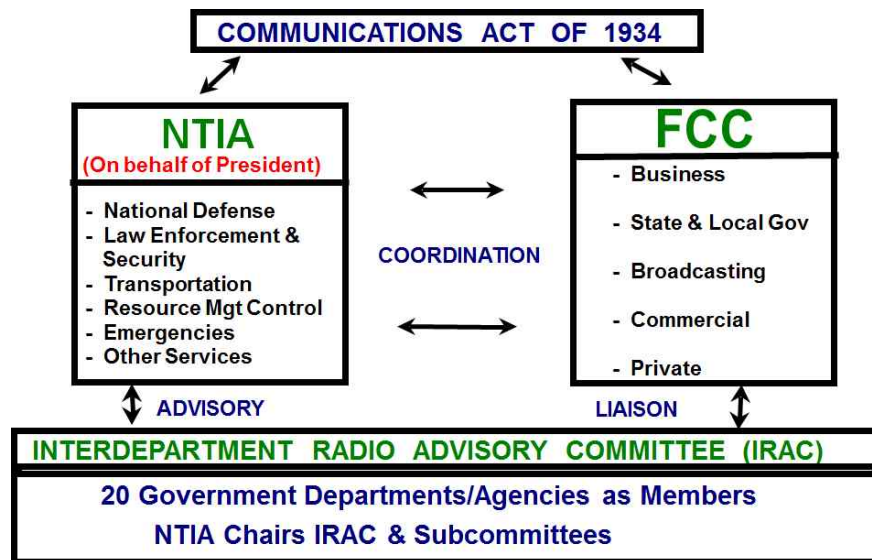 COMMUNICATIONS ACT OF 1934
NTIA
(On behalf of President)
- National Defense
- Law Enforcement &
Security
- Transportation
- Resource Mgt Control
- Emergencies
- Other Services
COORDINATION
FCC
- Business
- State & Local Gov
- Broadcasting
- Commercial
- Private
ADVISORY
LIAISON
INTERDEPARTMENT RADIO ADVISORY COMMITTEE (IRAC)
20 Government Departments/Agencies as Members
NTIA Chairs IRAC & Subcommittees